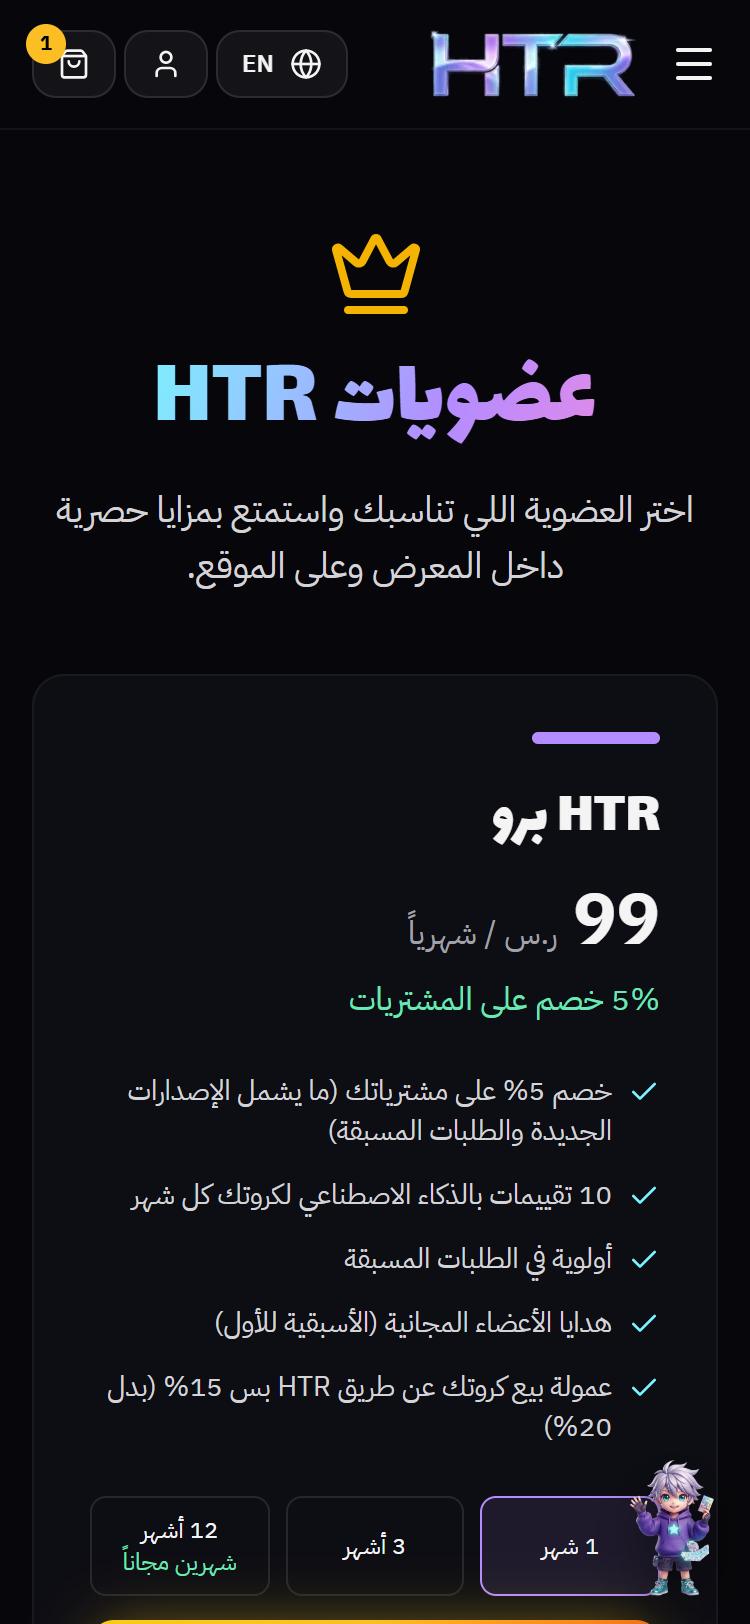 HTR
EN
1
عضويات HTR
اختر العضوية اللي تناسبك واستمتع بمزايا حصرية
داخل المعرض وعلى الموقع.
HTR برو
99 ر.س / شهرياً
5% خصم على المشتريات
خصم 5% على مشترياتك (ما يشمل الإصدارات
الجديدة والطلبات المسبقة)
10 تقييمات بالذكاء الاصطناعي لكروتك كل شهر
أولوية في الطلبات المسبقة
هدايا الأعضاء المجانية (الأسبقية للأول)
عمولة بيع كروتك عن طريق HTR بس 15% (بدل
20%)
1 شهر
3 أشهر
12 أشهر
شهرين مجاناً